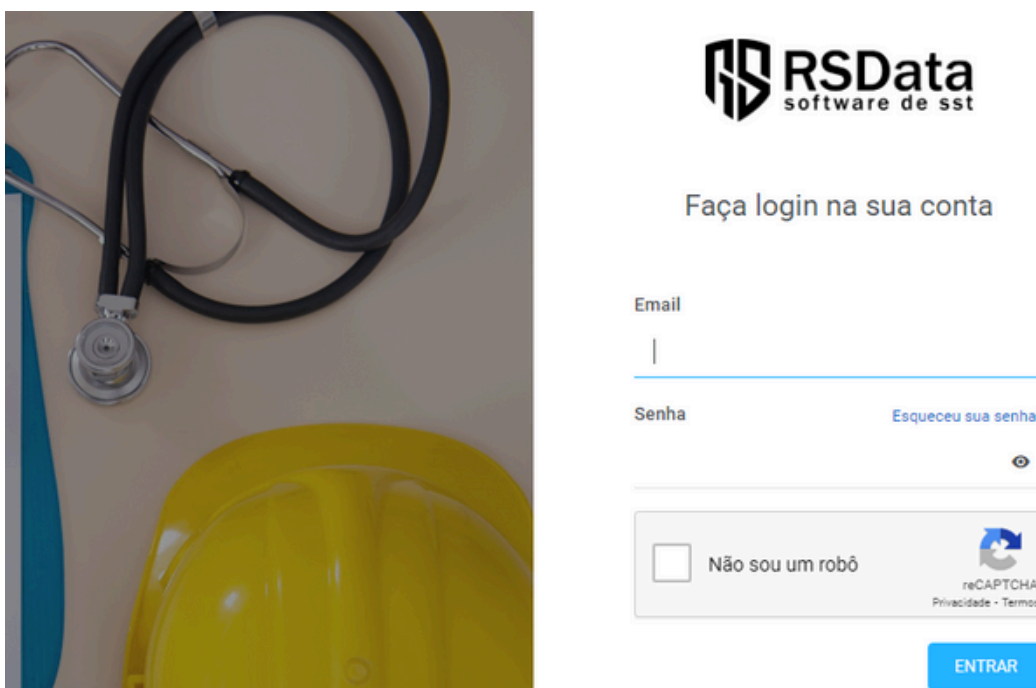 RSData
software de sst
Faça login na sua conta
Email
Senha
Esqueceu sua senha
Não sou um robô
reCAPTCHA
Privacidade - Termos
ENTRAR